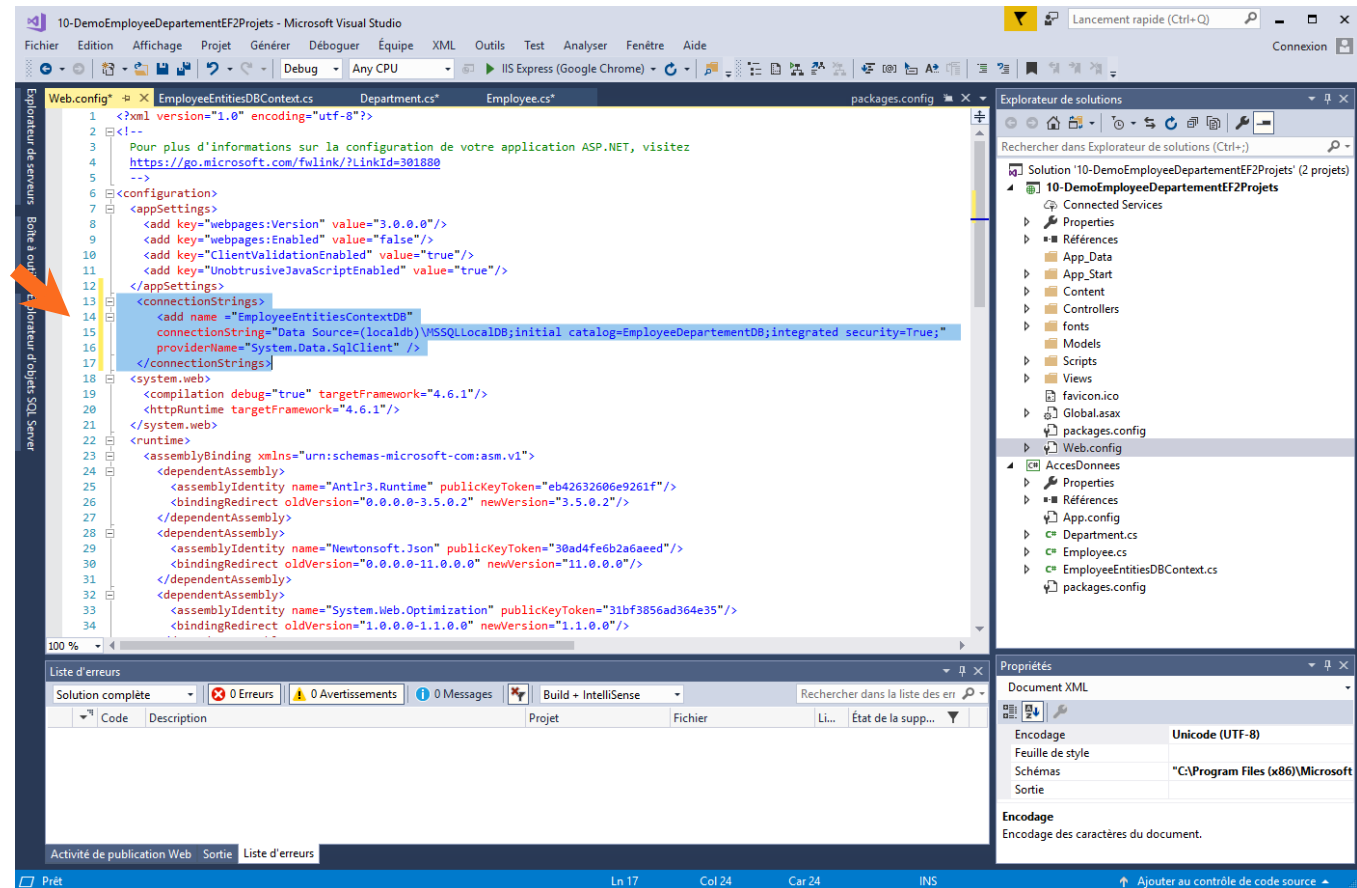 10-DemoEmployeeDepartementEF2Projets - Microsoft Visual Studio
Lancement rapide (Ctrl+Q)
Fichier Edition Affichage Projet Générer Déboguer Équipe XML Outils Test Analyser Fenêtre Aide
Connexion
Debug Any CPU IIS Express (Google Chrome)
Explorateur de serveurs
Boîte à outils
Explorateur d'objets SQL Server
Web.config* EmployeeEntitiesDBContext.cs Department.cs* Employee.cs* packages.config
1 <?xml version="1.0" encoding="utf-8"?>
2 <!--
3 Pour plus d'informations sur la configuration de votre application ASP.NET, visitez
4 https://go.microsoft.com/fwlink/?LinkId=301880
5 -->
6 <configuration>
7 <appSettings>
8 <add key="webpages:Version" value="3.0.0.0"/>
9 <add key="webpages:Enabled" value="false"/>
10 <add key="ClientValidationEnabled" value="true"/>
11 <add key="UnobtrusiveJavaScriptEnabled" value="true"/>
12 </appSettings>
13 <connectionStrings>
14 <add name ="EmployeeEntitiesContextDB"
15 connectionString="Data Source=(localdb)\MSSQLLocalDB;initial catalog=EmployeeDepartementDB;integrated security=True;"
16 providerName="System.Data.SqlClient" />
17 </connectionStrings>
18 <system.web>
19 <compilation debug="true" targetFramework="4.6.1"/>
20 <httpRuntime targetFramework="4.6.1"/>
21 </system.web>
22 <runtime>
23 <assemblyBinding xmlns="urn:schemas-microsoft-com:asm.v1">
24 <dependentAssembly>
25 <assemblyIdentity name="Antlr3.Runtime" publicKeyToken="eb42632606e9261f"/>
26 <bindingRedirect oldVersion="0.0.0.0-3.5.0.2" newVersion="3.5.0.2"/>
27 </dependentAssembly>
28 <dependentAssembly>
29 <assemblyIdentity name="Newtonsoft.Json" publicKeyToken="30ad4fe6b2a6aeed"/>
30 <bindingRedirect oldVersion="0.0.0.0-11.0.0.0" newVersion="11.0.0.0"/>
31 </dependentAssembly>
32 <dependentAssembly>
33 <assemblyIdentity name="System.Web.Optimization" publicKeyToken="31bf3856ad364e35"/>
34 <bindingRedirect oldVersion="1.0.0.0-1.1.0.0" newVersion="1.1.0.0"/>
100 %
Explorateur de solutions
Rechercher dans Explorateur de solutions (Ctrl+;)
Solution '10-DemoEmployeeDepartementEF2Projets' (2 projets)
10-DemoEmployeeDepartementEF2Projets
Connected Services
Properties
Références
App_Data
App_Start
Content
Controllers
fonts
Models
Scripts
Views
favicon.ico
Global.asax
packages.config
Web.config
C# AccesDonnees
Properties
Références
App.config
C# Department.cs
C# Employee.cs
C# EmployeeEntitiesDBContext.cs
packages.config
Liste d'erreurs
Solution complète 0 Erreurs 0 Avertissements 0 Messages Build + IntelliSense Rechercher dans la liste des err
Code Description Projet Fichier Li... État de la supp...
Activité de publication Web Sortie Liste d'erreurs
Propriétés
Document XML
Encodage Unicode (UTF-8)
Feuille de style
Schémas "C:\Program Files (x86)\Microsoft
Sortie
Encodage
Encodage des caractères du document.
Prêt Ln 17 Col 24 Car 24 INS Ajouter au contrôle de code source